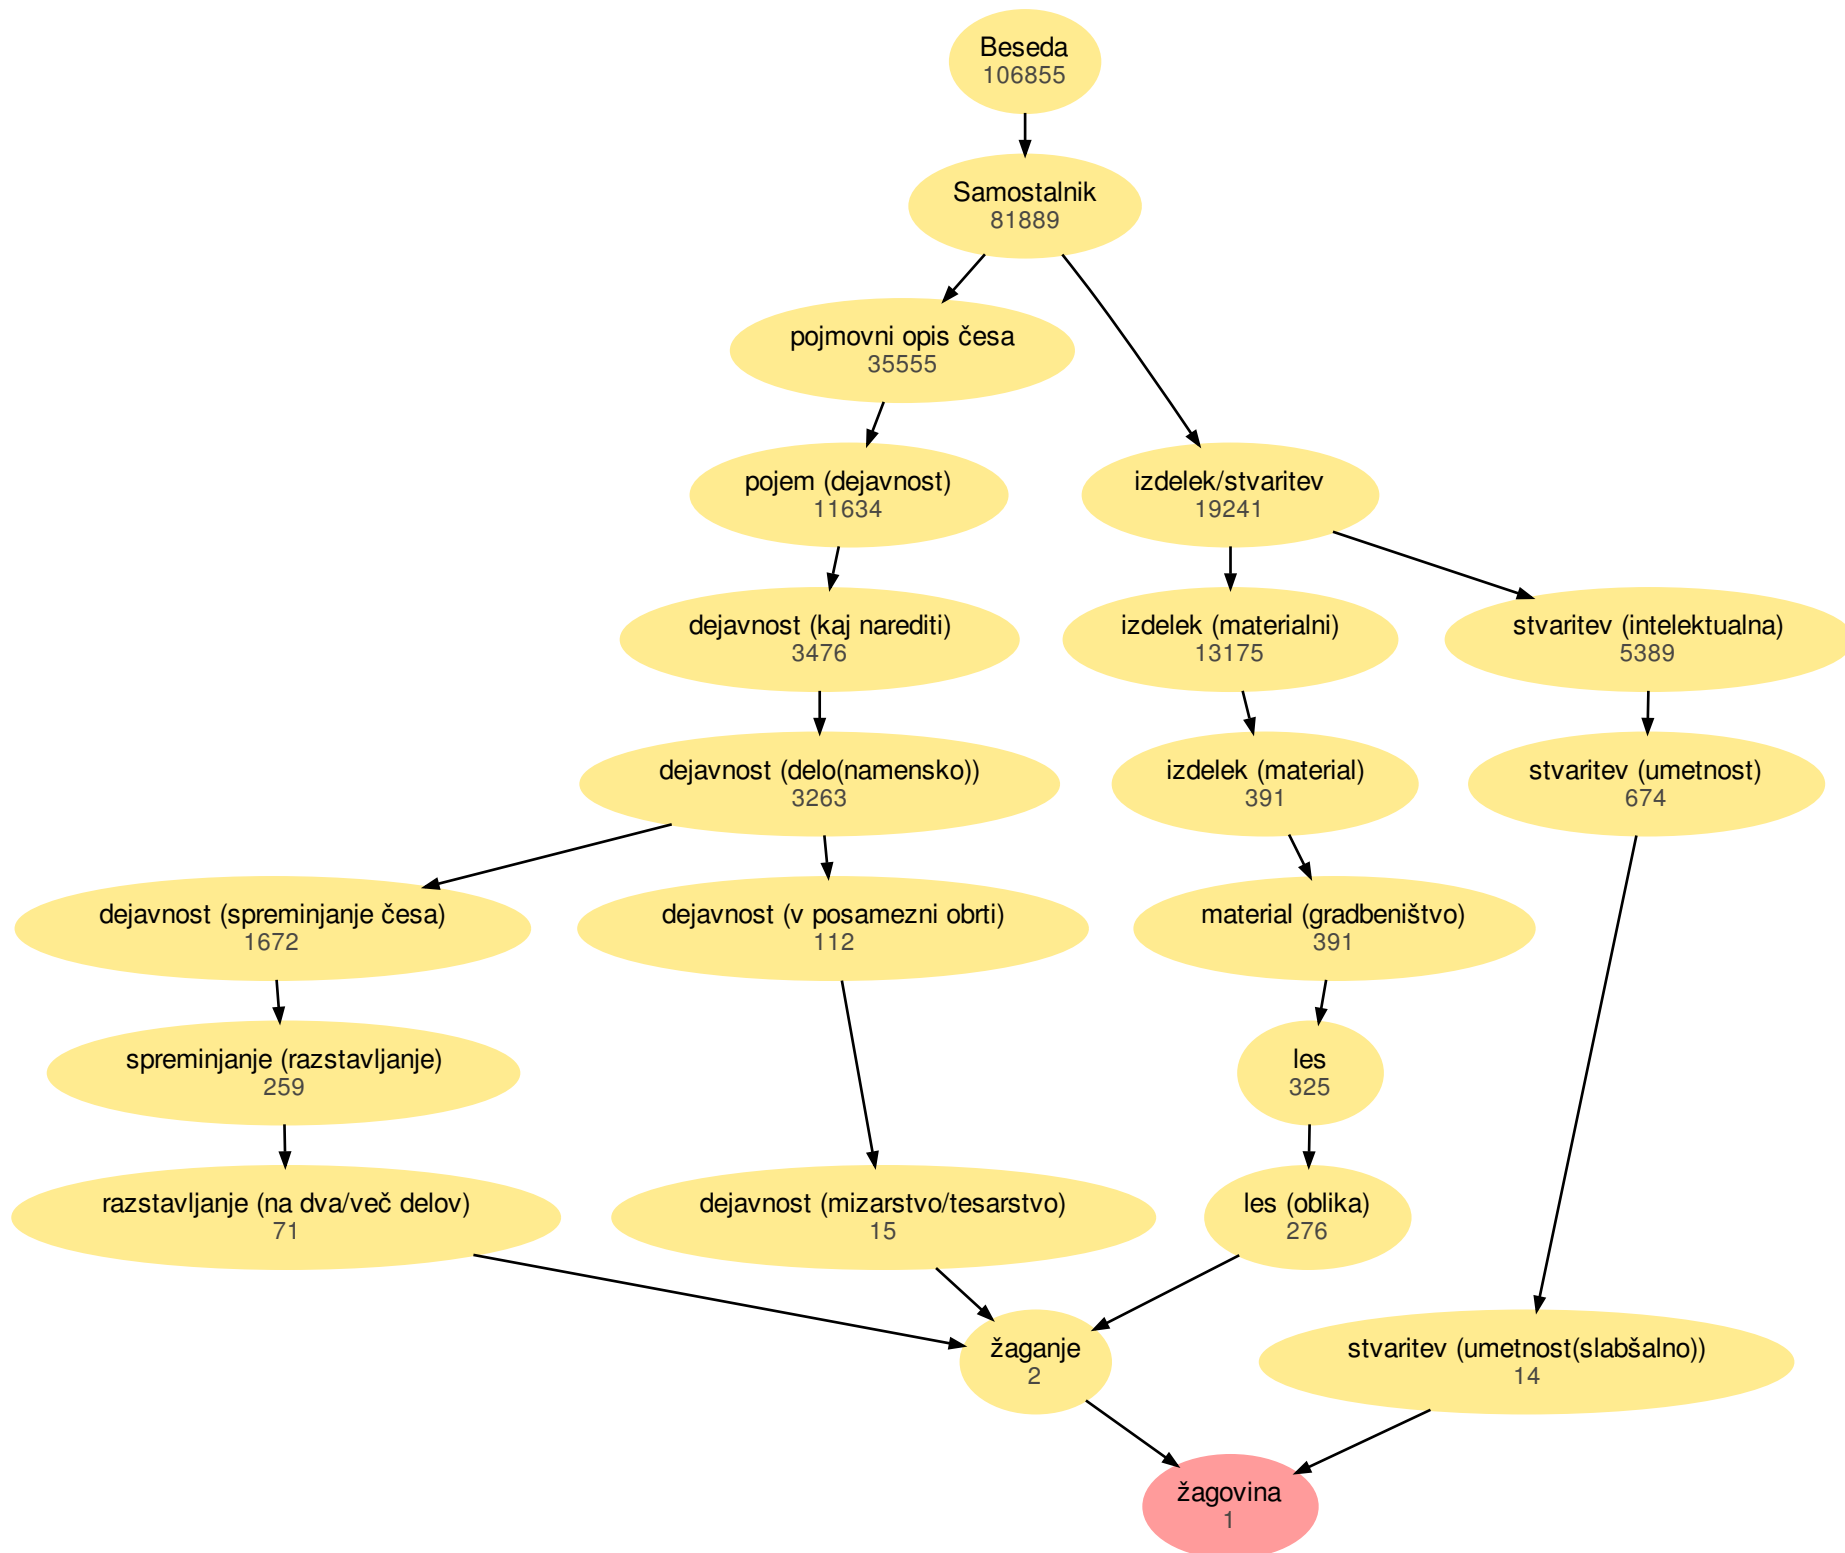 Beseda
106855
Samostalnik
81889
pojmovni opis česa
35555
pojem (dejavnost)
11634
izdelek/stvaritev
19241
dejavnost (kaj narediti)
3476
izdelek (materialni)
13175
stvaritev (intelektualna)
5389
dejavnost (delo(namensko))
3263
izdelek (material)
391
stvaritev (umetnost)
674
dejavnost (spreminjanje česa)
1672
dejavnost (v posamezni obrti)
112
material (gradbeništvo)
391
spreminjanje (razstavljanje)
259
les
325
razstavljanje (na dva/več delov)
71
dejavnost (mizarstvo/tesarstvo)
15
les (oblika)
276
žaganje
2
stvaritev (umetnost(slabšalno))
14
žagovina
1